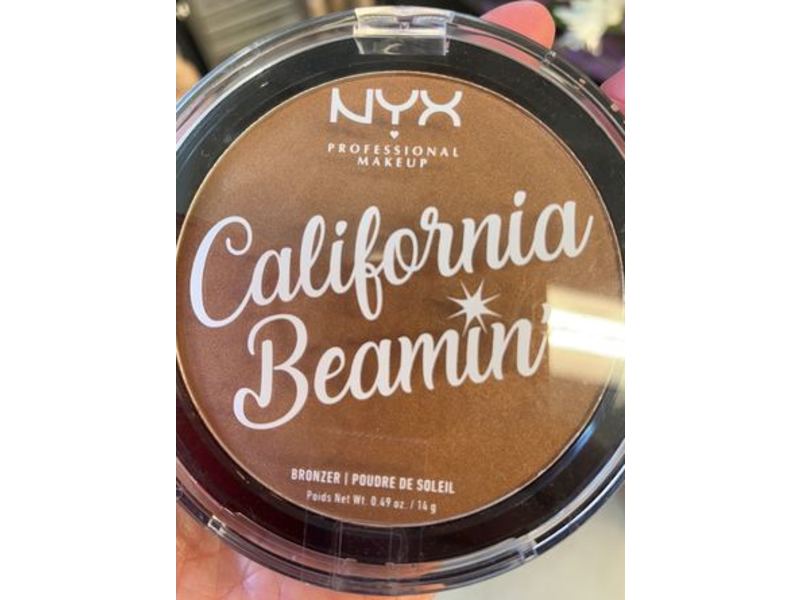 NYX
PROFESSIONAL
MAKEUP
California
Beamin'
BRONZER | POUDRE DE SOLEIL
Poids Net Wt. 0.49 oz. / 14 g